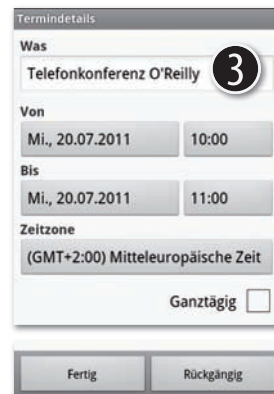 Termindetails
Was
Telefonkonferenz O'Reilly
3
Von
Mi., 20.07.2011 10:00
Bis
Mi., 20.07.2011 11:00
Zeitzone
(GMT+2:00) Mitteleuropäische Zeit
Ganztägig
Fertig Rückgängig